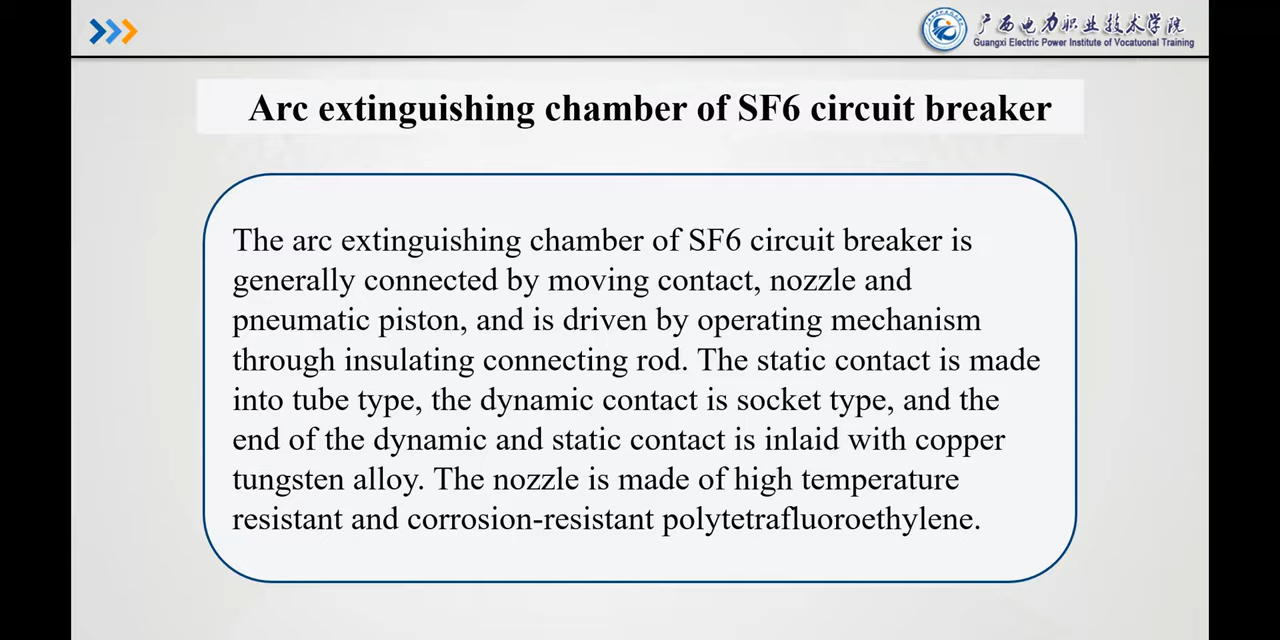 广西电力职业技术学院
Guangxi Electric Power Institute of Vocatuonal Training
Arc extinguishing chamber of SF6 circuit breaker
The arc extinguishing chamber of SF6 circuit breaker is
generally connected by moving contact, nozzle and
pneumatic piston, and is driven by operating mechanism
through insulating connecting rod. The static contact is made
into tube type, the dynamic contact is socket type, and the
end of the dynamic and static contact is inlaid with copper
tungsten alloy. The nozzle is made of high temperature
resistant and corrosion-resistant polytetrafluoroethylene.